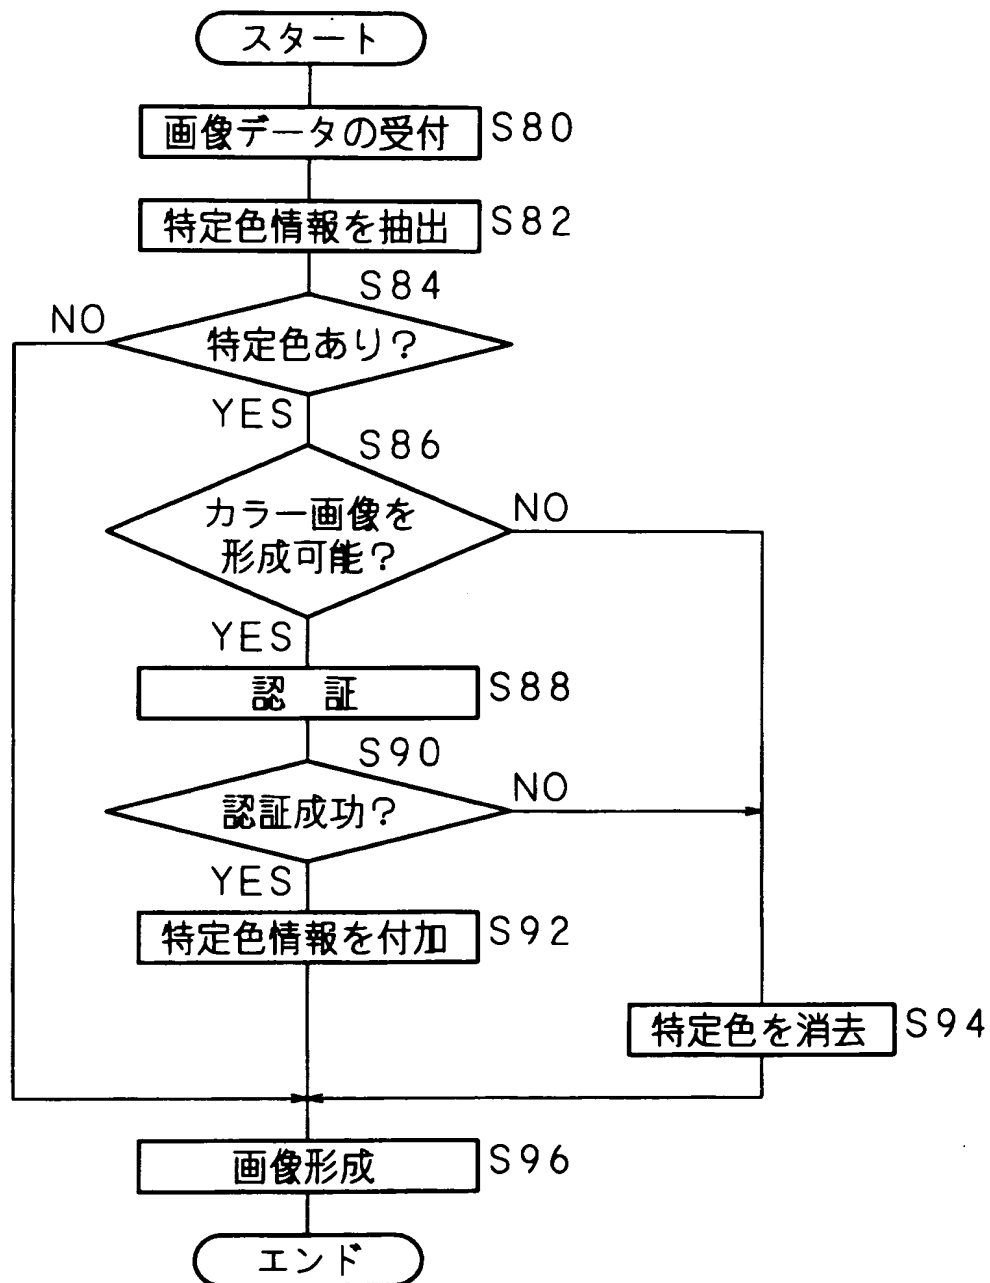 スタート
画像データの受付 S80
特定色情報を抽出 S82
S84
NO
特定色あり?
YES
S86
カラー画像を
形成可能?
NO
YES
認 証 S88
S90
認証成功?
NO
YES
特定色情報を付加 S92
特定色を消去 S94
画像形成 S96
エンド